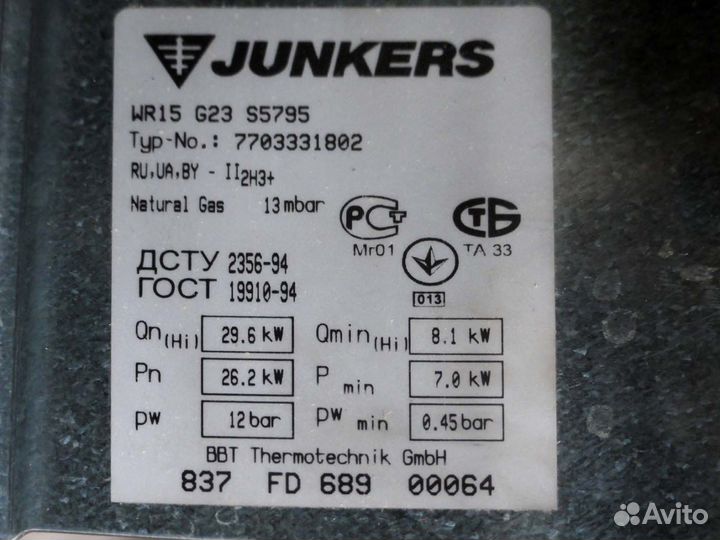 JUNKERS
WR15 G23 S5795
Typ-No.: 7703331802
RU,UA,BY - II2H3+
Natural Gas 13 mbar
РСТ
СТБ
Mr01
TA 33
ДСТУ 2356-94
ГОСТ 19910-94
013
Qn(Hi) 29.6 kW Qmin(Hi) 8.1 kW
Pn 26.2 kW P min 7.0 kW
pw 12 bar pw min 0.45 bar
BBT Thermotechnik GmbH
837 FD 689 00064
Avito